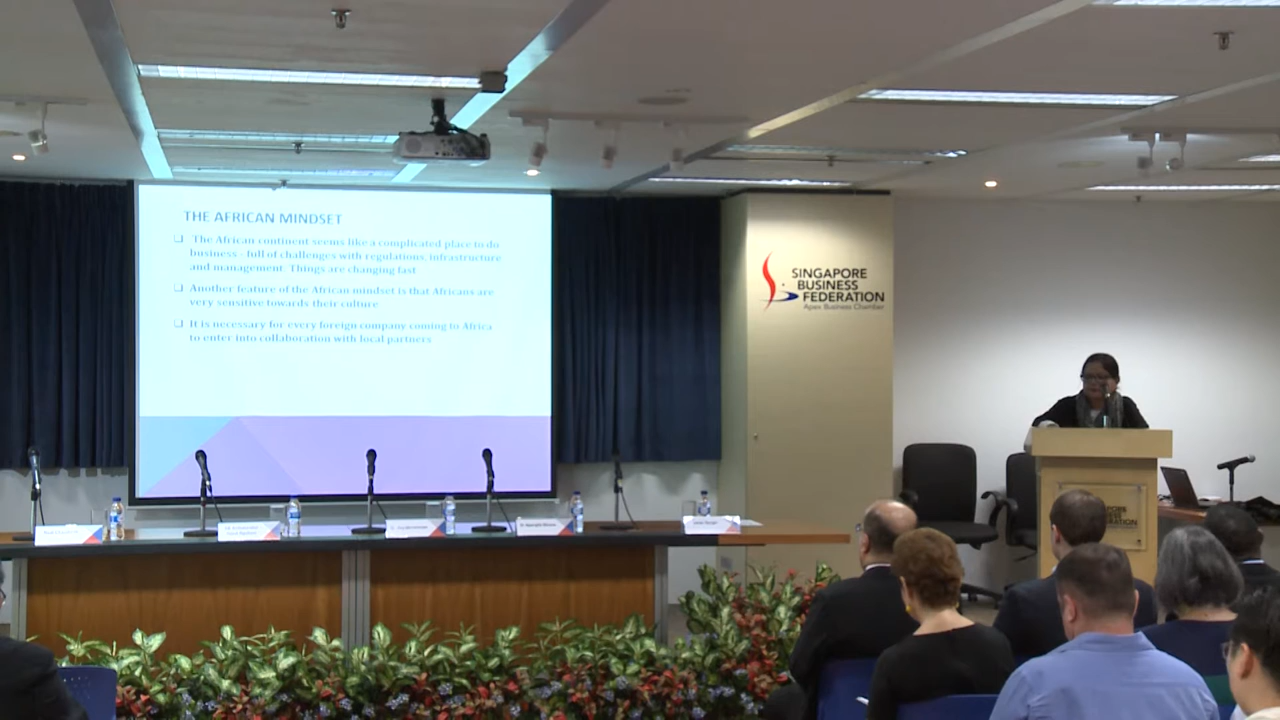 THE AFRICAN MINDSET
❑ The African continent seems like a complicated place to do
business - full of challenges with regulations, infrastructure
and management. Things are changing fast
❑ Another feature of the African mindset is that Africans are
very sensitive towards their culture
❑ It is necessary for every foreign company coming to Africa
to enter into collaboration with local partners
SINGAPORE
BUSINESS
FEDERATION
Apex Business Chamber